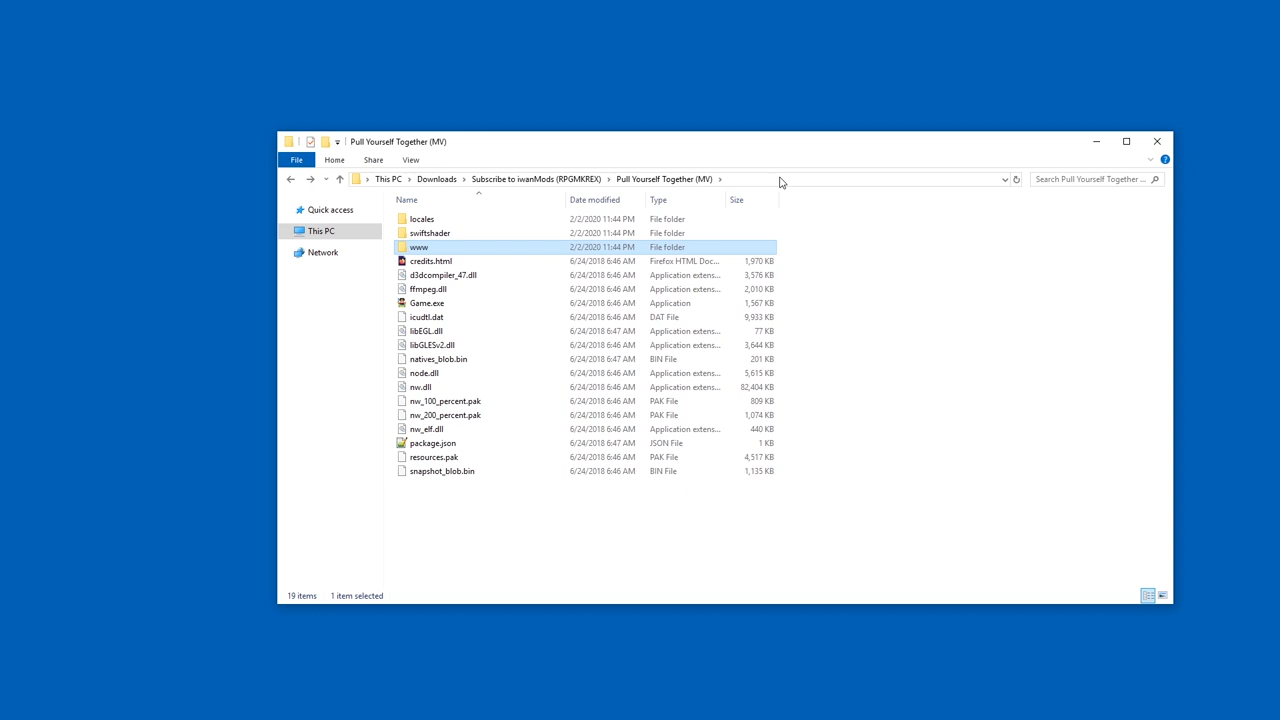 Pull Yourself Together (MV)
File Home Share View
This PC Downloads Subscribe to iwanMods (RPGMKREX) Pull Yourself Together (MV) Search Pull Yourself Together ...
Name Date modified Type Size
Quick access
This PC
Network
locales 2/2/2020 11:44 PM File folder
swiftshader 2/2/2020 11:44 PM File folder
www 2/2/2020 11:44 PM File folder
credits.html 6/24/2018 6:46 AM Firefox HTML Doc... 1,970 KB
d3dcompiler_47.dll 6/24/2018 6:46 AM Application extens... 3,576 KB
ffmpeg.dll 6/24/2018 6:46 AM Application extens... 2,010 KB
Game.exe 6/24/2018 6:46 AM Application 1,567 KB
icudtl.dat 6/24/2018 6:46 AM DAT File 9,933 KB
libEGL.dll 6/24/2018 6:47 AM Application extens... 77 KB
libGLESv2.dll 6/24/2018 6:46 AM Application extens... 3,644 KB
natives_blob.bin 6/24/2018 6:47 AM BIN File 201 KB
node.dll 6/24/2018 6:46 AM Application extens... 5,615 KB
nw.dll 6/24/2018 6:46 AM Application extens... 82,404 KB
nw_100_percent.pak 6/24/2018 6:46 AM PAK File 809 KB
nw_200_percent.pak 6/24/2018 6:46 AM PAK File 1,074 KB
nw_elf.dll 6/24/2018 6:46 AM Application extens... 440 KB
package.json 6/24/2018 6:47 AM JSON File 1 KB
resources.pak 6/24/2018 6:46 AM PAK File 4,517 KB
snapshot_blob.bin 6/24/2018 6:46 AM BIN File 1,135 KB
19 items 1 item selected